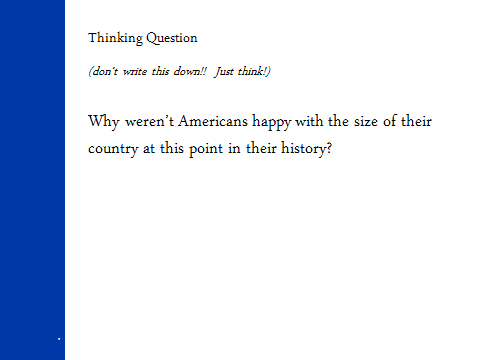 Thinking Question
(don't write this down!! Just think!)
Why weren't Americans happy with the size of their
country at this point in their history?